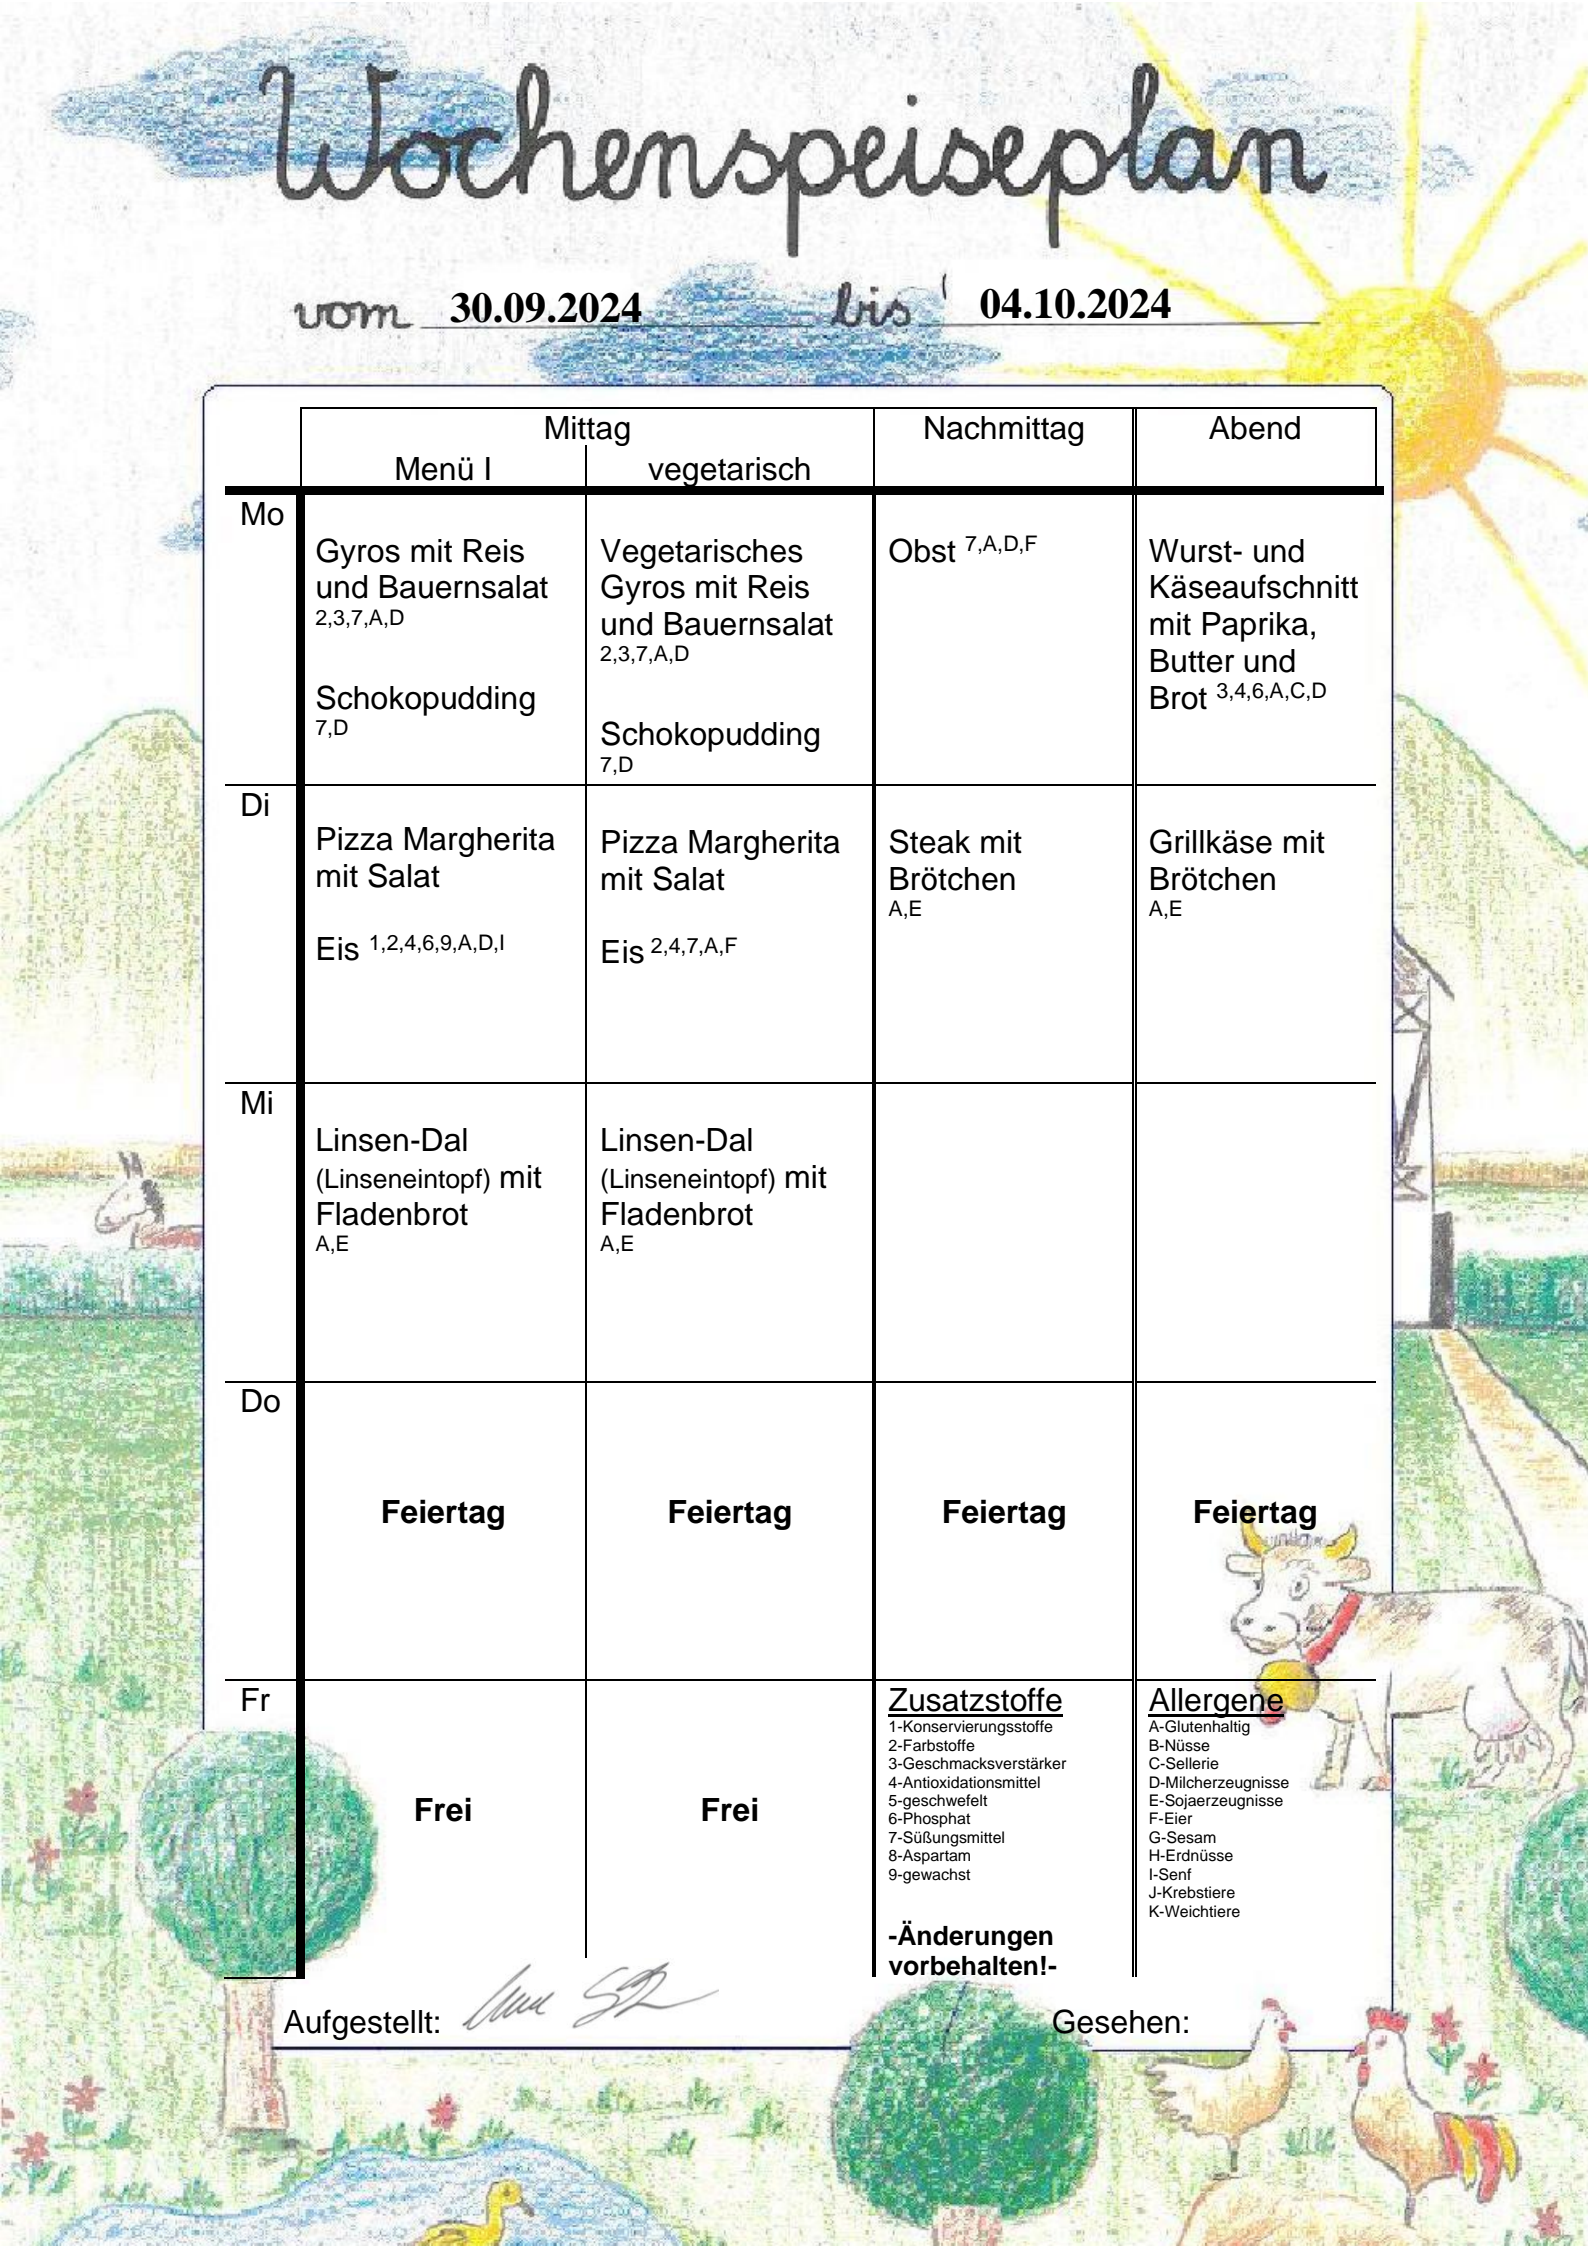 Wochenspeiseplan
vom 30.09.2024 bis 04.10.2024
Mittag Nachmittag Abend
Menü I vegetarisch
Mo
Gyros mit Reis
und Bauernsalat
2,3,7,A,D
Schokopudding
7,D
Vegetarisches
Gyros mit Reis
und Bauernsalat
2,3,7,A,D
Schokopudding
7,D
Obst 7,A,D,F
Wurst- und
Käseaufschnitt
mit Paprika,
Butter und
Brot 3,4,6,A,C,D
Di
Pizza Margherita
mit Salat
Eis 1,2,4,6,9,A,D,I
Pizza Margherita
mit Salat
Eis 2,4,7,A,F
Steak mit
Brötchen
A,E
Grillkäse mit
Brötchen
A,E
Mi
Linsen-Dal
(Linseneintopf) mit
Fladenbrot
A,E
Linsen-Dal
(Linseneintopf) mit
Fladenbrot
A,E
Do
Feiertag Feiertag Feiertag Feiertag
Fr
Frei Frei
Zusatzstoffe
1-Konservierungsstoffe
2-Farbstoffe
3-Geschmacksverstärker
4-Antioxidationsmittel
5-geschwefelt
6-Phosphat
7-Süßungsmittel
8-Aspartam
9-gewachst
-Änderungen
vorbehalten!-
Allergene
A-Glutenhaltig
B-Nüsse
C-Sellerie
D-Milcherzeugnisse
E-Sojaerzeugnisse
F-Eier
G-Sesam
H-Erdnüsse
I-Senf
J-Krebstiere
K-Weichtiere
Aufgestellt: Gesehen: